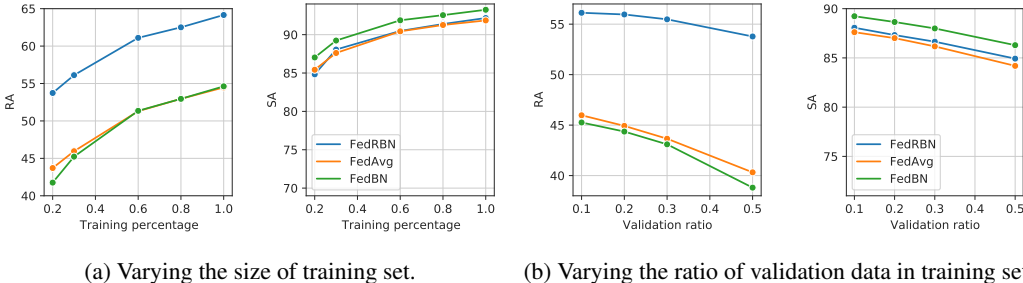 65
60
55
50
45
40
RA
0.2 0.4 0.6 0.8 1.0
Training percentage
90
85
80
75
70
SA
FedRBN
FedAvg
FedBN
0.2 0.4 0.6 0.8 1.0
Training percentage
55
50
45
40
RA
0.1 0.2 0.3 0.4 0.5
Validation ratio
90
85
80
75
SA
FedRBN
FedAvg
FedBN
0.1 0.2 0.3 0.4 0.5
Validation ratio
(a) Varying the size of training set.
(b) Varying the ratio of validation data in training se